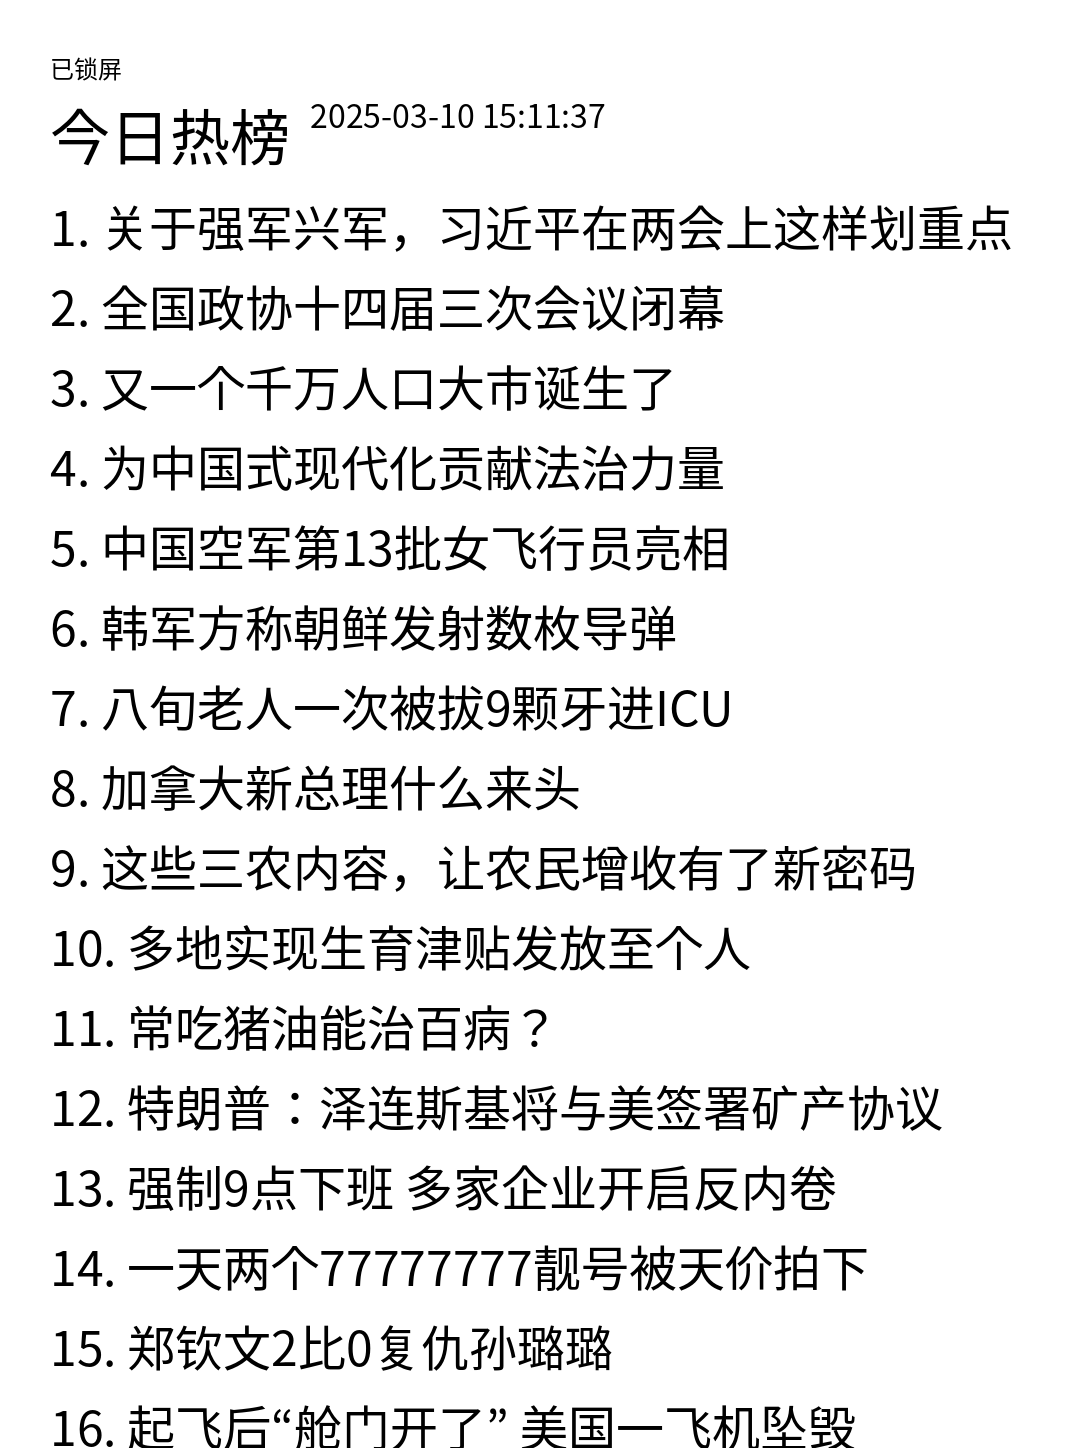 已锁屏
今日热榜 2025-03-10 15:11:37
1. 关于强军兴军，习近平在两会上这样划重点
2. 全国政协十四届三次会议闭幕
3. 又一个千万人口大市诞生了
4. 为中国式现代化贡献法治力量
5. 中国空军第13批女飞行员亮相
6. 韩军方称朝鲜发射数枚导弹
7. 八旬老人一次被拔9颗牙进ICU
8. 加拿大新总理什么来头
9. 这些三农内容，让农民增收有了新密码
10. 多地实现生育津贴发放至个人
11. 常吃猪油能治百病？
12. 特朗普：泽连斯基将与美签署矿产协议
13. 强制9点下班 多家企业开启反内卷
14. 一天两个77777777靓号被天价拍下
15. 郑钦文2比0复仇孙璐璐
16. 起飞后“舱门开了” 美国一飞机坠毁